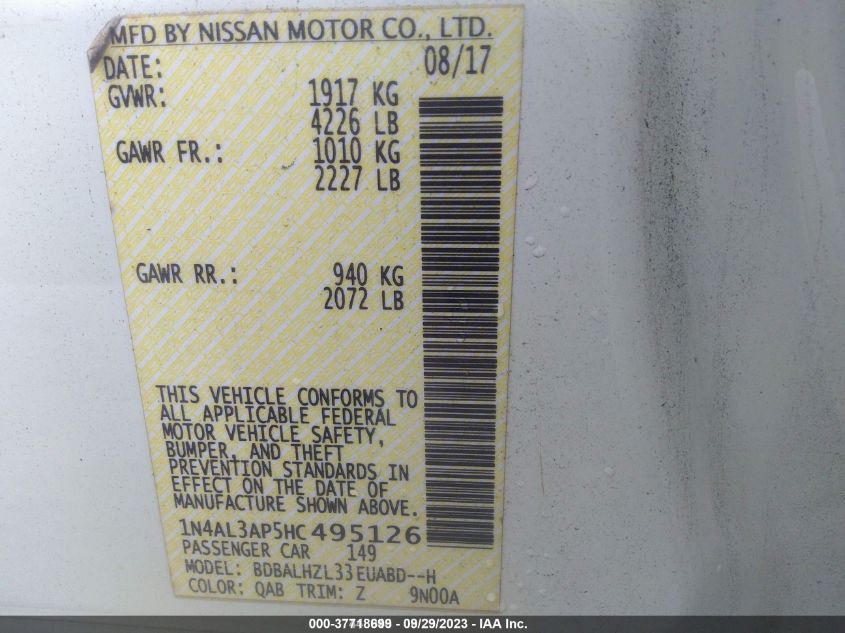 MFD BY NISSAN MOTOR CO., LTD.
DATE: 08/17
GVWR: 1917 KG
4226 LB
GAWR FR.: 1010 KG
2227 LB
GAWR RR.: 940 KG
2072 LB
THIS VEHICLE CONFORMS TO
ALL APPLICABLE FEDERAL
MOTOR VEHICLE SAFETY,
BUMPER, AND THEFT
PREVENTION STANDARDS IN
EFFECT ON THE DATE OF
MANUFACTURE SHOWN ABOVE.
1N4AL3AP5HC495126
PASSENGER CAR 149
MODEL: BDBALHZL33EUABD--H
COLOR: QAB TRIM: Z 9N00A
000-37718699 - 09/29/2023 - IAA Inc.